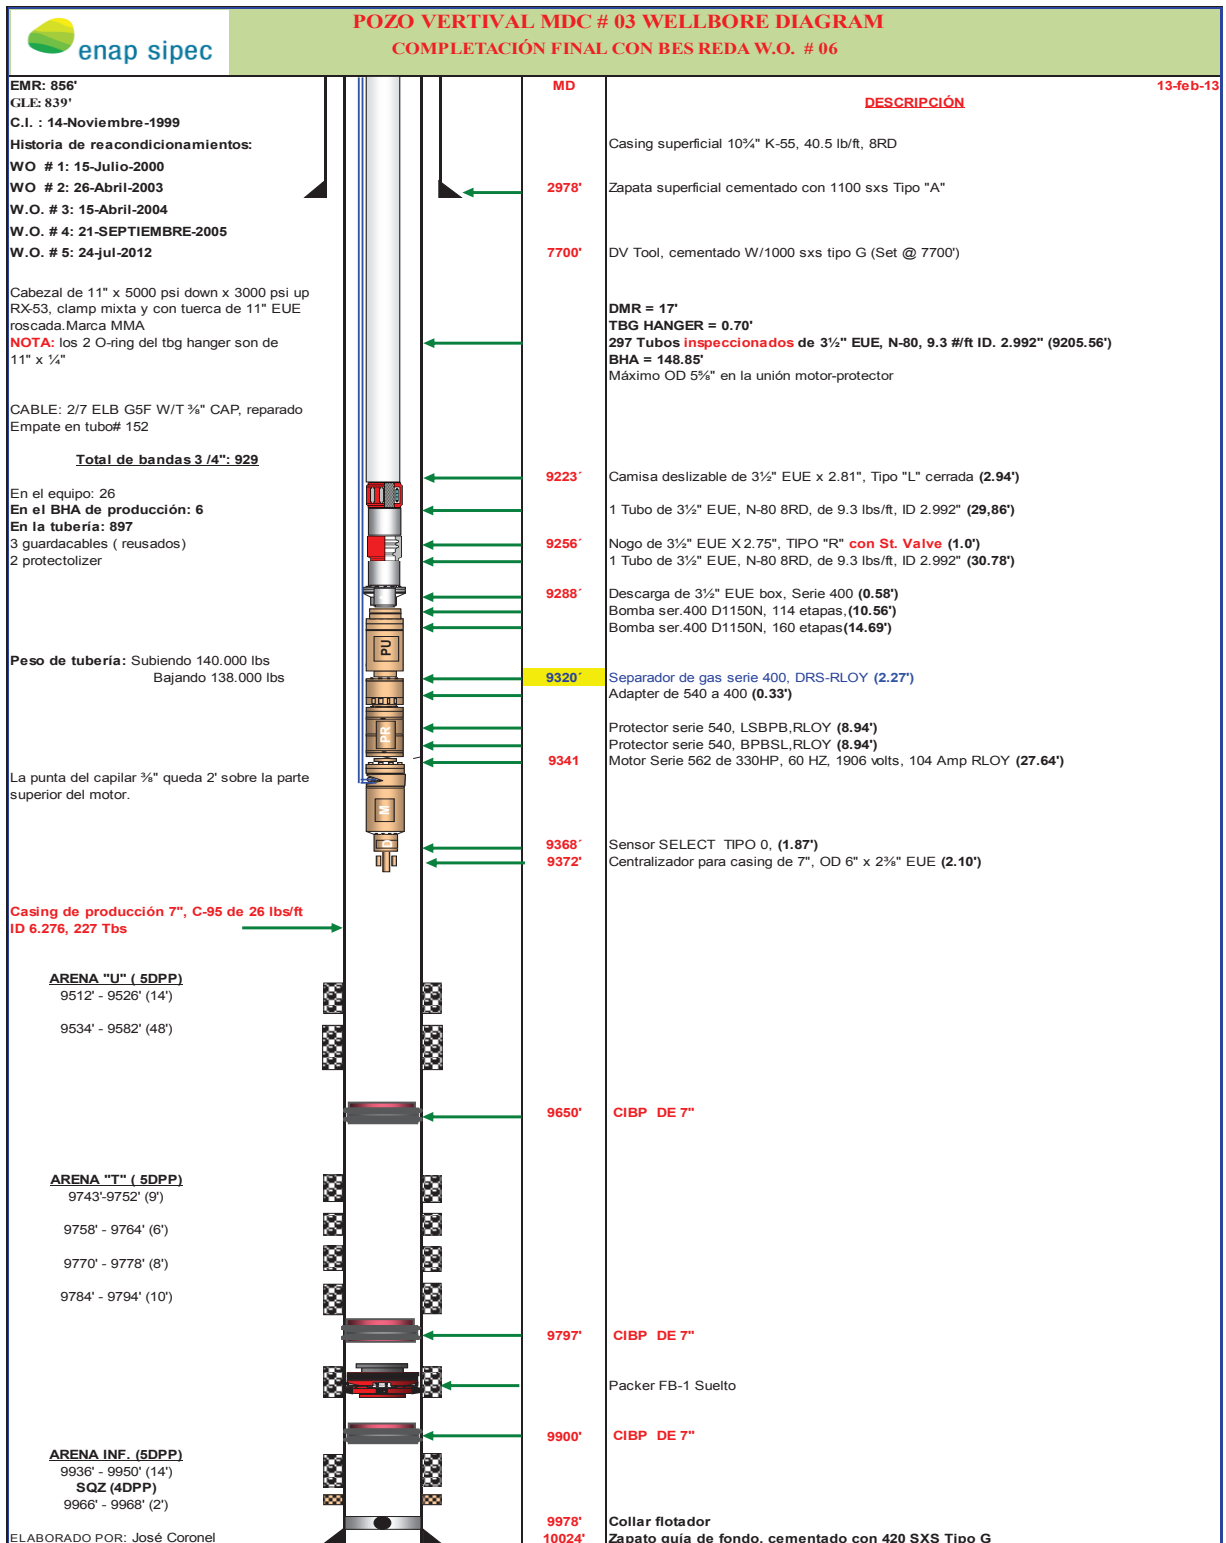 enap sipec
POZO VERTIVAL MDC # 03 WELLBORE DIAGRAM
COMPLETACIÓN FINAL CON BES REDA W.O. # 06
EMR: 856'
GLE: 839'
C.I. : 14-Noviembre-1999
Historia de reacondicionamientos:
WO # 1: 15-Julio-2000
WO # 2: 26-Abril-2003
W.O. # 3: 15-Abril-2004
W.O. # 4: 21-SEPTIEMBRE-2005
W.O. # 5: 24-jul-2012
Cabezal de 11" x 5000 psi down x 3000 psi up
RX-53, clamp mixta y con tuerca de 11" EUE
roscada.Marca MMA
NOTA: los 2 O-ring del tbg hanger son de
11" x ¼"
CABLE: 2/7 ELB G5F W/T ⅜" CAP, reparado
Empate en tubo# 152
Total de bandas 3 /4": 929
En el equipo: 26
En el BHA de producción: 6
En la tubería: 897
3 guardacables ( reusados)
2 protectolizer
Peso de tubería: Subiendo 140.000 lbs
Bajando 138.000 lbs
La punta del capilar ⅜" queda 2' sobre la parte
superior del motor.
Casing de producción 7", C-95 de 26 lbs/ft
ID 6.276, 227 Tbs
ARENA "U" ( 5DPP)
9512' - 9526' (14')
9534' - 9582' (48')
ARENA "T" ( 5DPP)
9743'-9752' (9')
9758' - 9764' (6')
9770' - 9778' (8')
9784' - 9794' (10')
ARENA INF. (5DPP)
9936' - 9950' (14')
SQZ (4DPP)
9966' - 9968' (2')
ELABORADO POR: José Coronel
PU
PR
M
D
MD
13-feb-13
DESCRIPCIÓN
Casing superficial 10¾" K-55, 40.5 lb/ft, 8RD
2978' Zapata superficial cementado con 1100 sxs Tipo "A"
7700' DV Tool, cementado W/1000 sxs tipo G (Set @ 7700')
DMR = 17'
TBG HANGER = 0.70'
297 Tubos inspeccionados de 3½" EUE, N-80, 9.3 #/ft ID. 2.992" (9205.56')
BHA = 148.85'
Máximo OD 5⅝" en la unión motor-protector
9223´ Camisa deslizable de 3½" EUE x 2.81", Tipo "L" cerrada (2.94')
1 Tubo de 3½" EUE, N-80 8RD, de 9.3 lbs/ft, ID 2.992" (29,86')
9256´ Nogo de 3½" EUE X 2.75", TIPO "R" con St. Valve (1.0')
1 Tubo de 3½" EUE, N-80 8RD, de 9.3 lbs/ft, ID 2.992" (30.78')
9288´ Descarga de 3½" EUE box, Serie 400 (0.58')
Bomba ser.400 D1150N, 114 etapas,(10.56')
Bomba ser.400 D1150N, 160 etapas(14.69')
9320´ Separador de gas serie 400, DRS-RLOY (2.27')
Adapter de 540 a 400 (0.33')
Protector serie 540, LSBPB,RLOY (8.94')
Protector serie 540, BPBSL,RLOY (8.94')
9341 Motor Serie 562 de 330HP, 60 HZ, 1906 volts, 104 Amp RLOY (27.64')
9368´ Sensor SELECT TIPO 0, (1.87')
9372' Centralizador para casing de 7", OD 6" x 2⅜" EUE (2.10')
9650' CIBP DE 7"
9797' CIBP DE 7"
Packer FB-1 Suelto
9900' CIBP DE 7"
9978' Collar flotador
10024' Zapato guía de fondo, cementado con 420 SXS Tipo G